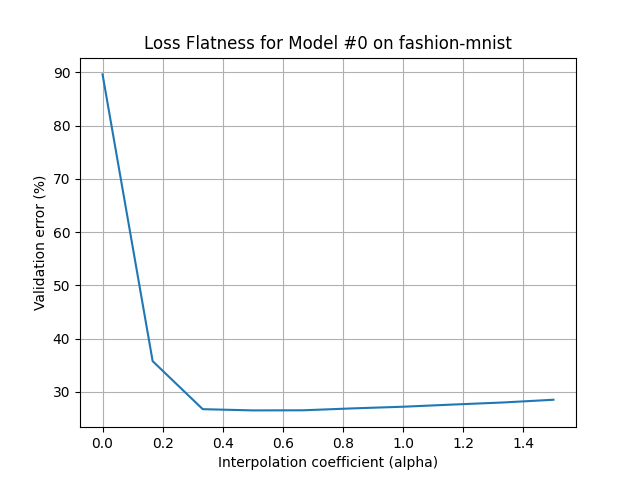 Loss Flatness for Model #0 on fashion-mnist
90
80
70
60
50
40
30
Validation error (%)
0.0 0.2 0.4 0.6 0.8 1.0 1.2 1.4
Interpolation coefficient (alpha)